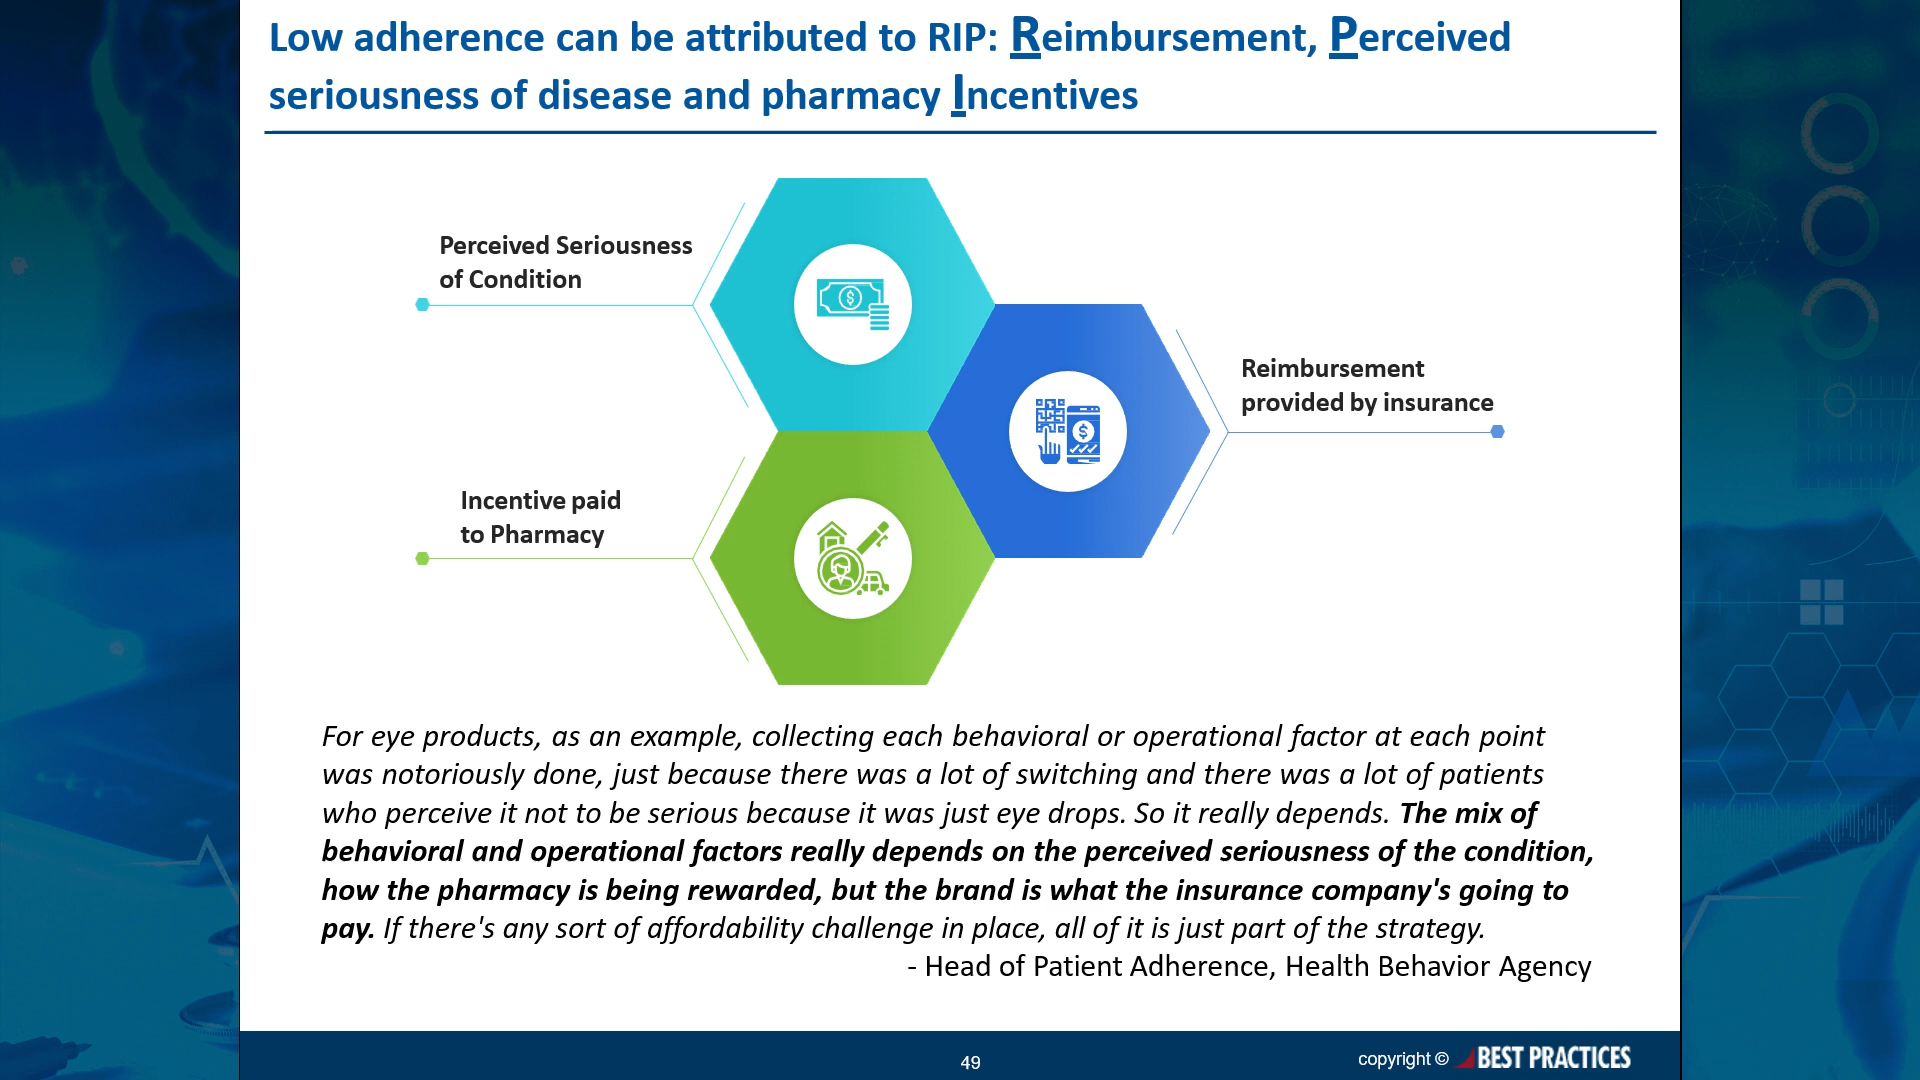 Low adherence can be attributed to RIP: Reimbursement, Perceived
seriousness of disease and pharmacy Incentives
Perceived Seriousness
of Condition
Reimbursement
provided by insurance
Incentive paid
to Pharmacy
For eye products, as an example, collecting each behavioral or operational factor at each point
was notoriously done, just because there was a lot of switching and there was a lot of patients
who perceive it not to be serious because it was just eye drops. So it really depends. The mix of
behavioral and operational factors really depends on the perceived seriousness of the condition,
how the pharmacy is being rewarded, but the brand is what the insurance company's going to
pay. If there's any sort of affordability challenge in place, all of it is just part of the strategy.
- Head of Patient Adherence, Health Behavior Agency
49
copyright © BEST PRACTICES